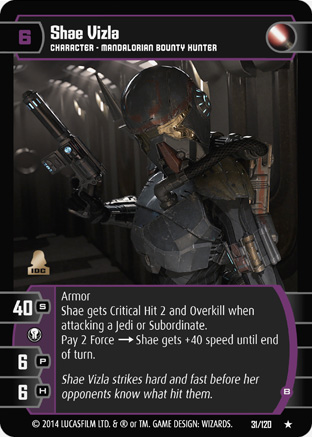 6
Shae Vizla
CHARACTER - MANDALORIAN BOUNTY HUNTER
IDC
40 S
6 P
6 H
Armor
Shae gets Critical Hit 2 and Overkill when
attacking a Jedi or Subordinate.
Pay 2 Force → Shae gets +40 speed until end
of turn.
Shae Vizla strikes hard and fast before her
opponents know what hit them.
B
© 2014 LUCASFILM LTD. & ® or TM. GAME DESIGN: WIZARDS.
31/120 ★